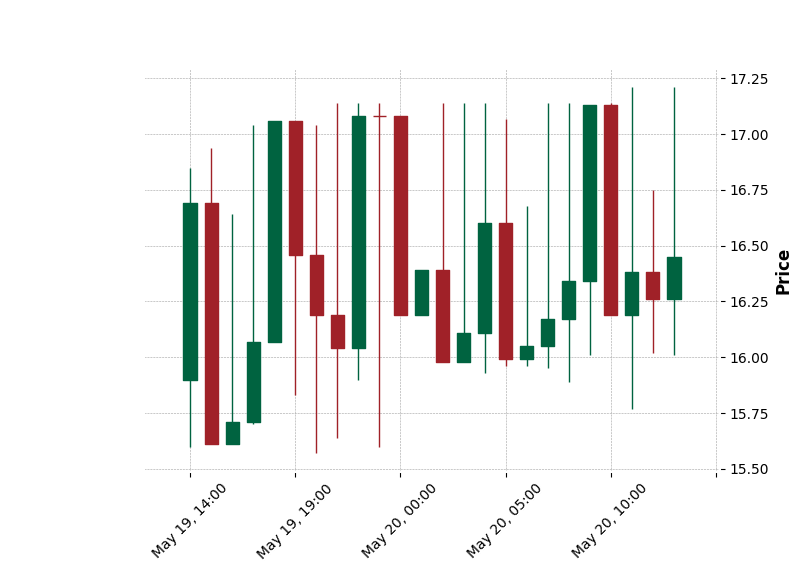 17.25
17.00
16.75
16.50
16.25
16.00
15.75
15.50
Price
May 19, 14:00
May 19, 19:00
May 20, 00:00
May 20, 05:00
May 20, 10:00